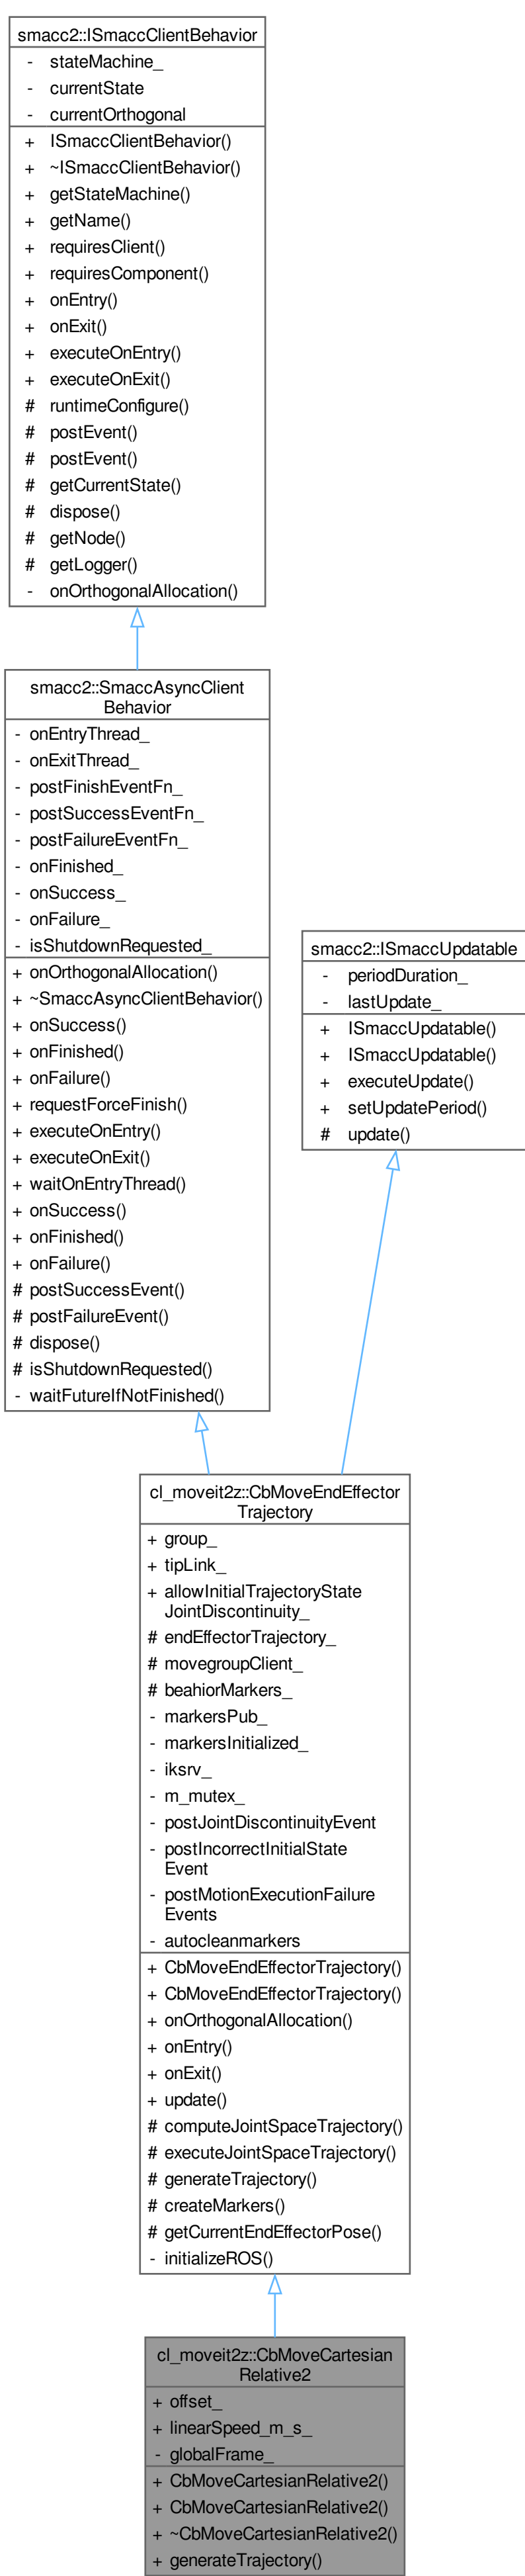 smacc2::ISmaccClientBehavior
- stateMachine_
- currentState
- currentOrthogonal
+ ISmaccClientBehavior()
+ ~ISmaccClientBehavior()
+ getStateMachine()
+ getName()
+ requiresClient()
+ requiresComponent()
+ onEntry()
+ onExit()
+ executeOnEntry()
+ executeOnExit()
# runtimeConfigure()
# postEvent()
# postEvent()
# getCurrentState()
# dispose()
# getNode()
# getLogger()
- onOrthogonalAllocation()
smacc2::SmaccAsyncClient
Behavior
- onEntryThread_
- onExitThread_
- postFinishEventFn_
- postSuccessEventFn_
- postFailureEventFn_
- onFinished_
- onSuccess_
- onFailure_
- isShutdownRequested_
+ onOrthogonalAllocation()
+ ~SmaccAsyncClientBehavior()
+ onSuccess()
+ onFinished()
+ onFailure()
+ requestForceFinish()
+ executeOnEntry()
+ executeOnExit()
+ waitOnEntryThread()
+ onSuccess()
+ onFinished()
+ onFailure()
# postSuccessEvent()
# postFailureEvent()
# dispose()
# isShutdownRequested()
- waitFutureIfNotFinished()
smacc2::ISmaccUpdatable
- periodDuration_
- lastUpdate_
+ ISmaccUpdatable()
+ ISmaccUpdatable()
+ executeUpdate()
+ setUpdatePeriod()
# update()
cl_moveit2z::CbMoveEndEffector
Trajectory
+ group_
+ tipLink_
+ allowInitialTrajectoryState
JointDiscontinuity_
# endEffectorTrajectory_
# movegroupClient_
# beahiorMarkers_
- markersPub_
- markersInitialized_
- iksrv_
- m_mutex_
- postJointDiscontinuityEvent
- postIncorrectInitialState
Event
- postMotionExecutionFailure
Events
- autocleanmarkers
+ CbMoveEndEffectorTrajectory()
+ CbMoveEndEffectorTrajectory()
+ onOrthogonalAllocation()
+ onEntry()
+ onExit()
+ update()
# computeJointSpaceTrajectory()
# executeJointSpaceTrajectory()
# generateTrajectory()
# createMarkers()
# getCurrentEndEffectorPose()
- initializeROS()
cl_moveit2z::CbMoveCartesian
Relative2
+ offset_
+ linearSpeed_m_s_
- globalFrame_
+ CbMoveCartesianRelative2()
+ CbMoveCartesianRelative2()
+ ~CbMoveCartesianRelative2()
+ generateTrajectory()